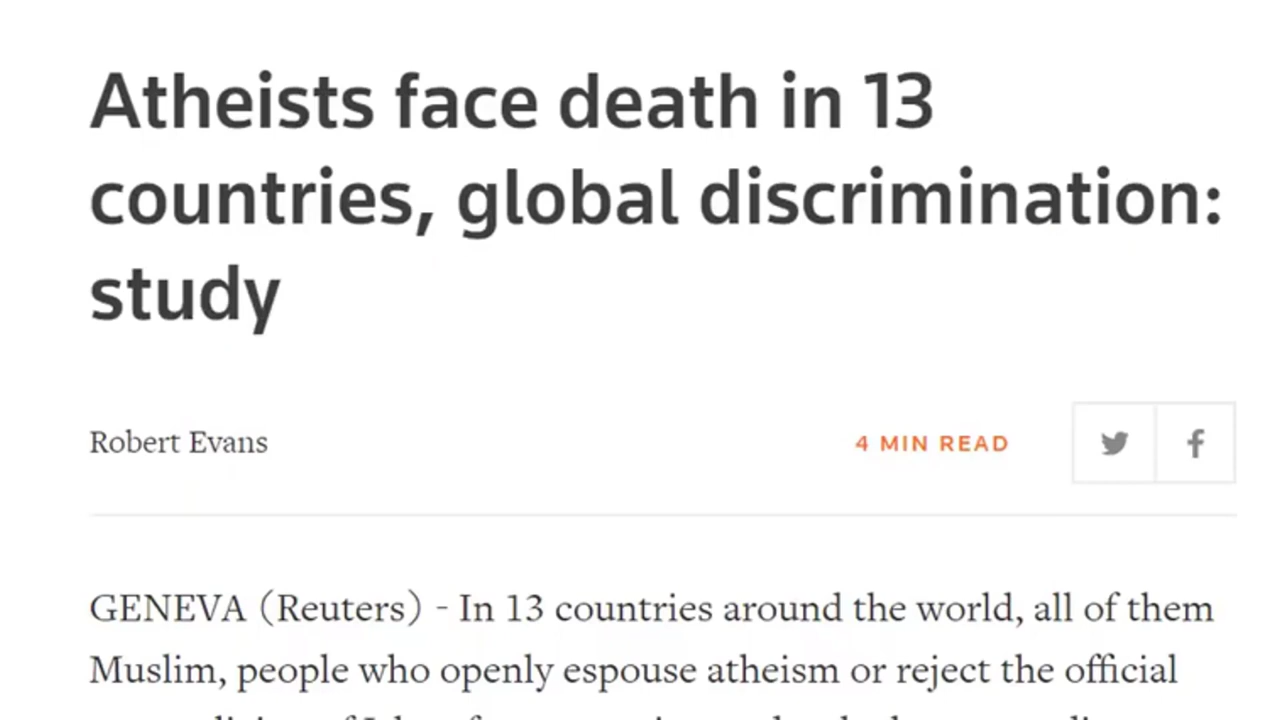 Atheists face death in 13
countries, global discrimination:
study
Robert Evans
4 MIN READ
GENEVA (Reuters) - In 13 countries around the world, all of them
Muslim, people who openly espouse atheism or reject the official